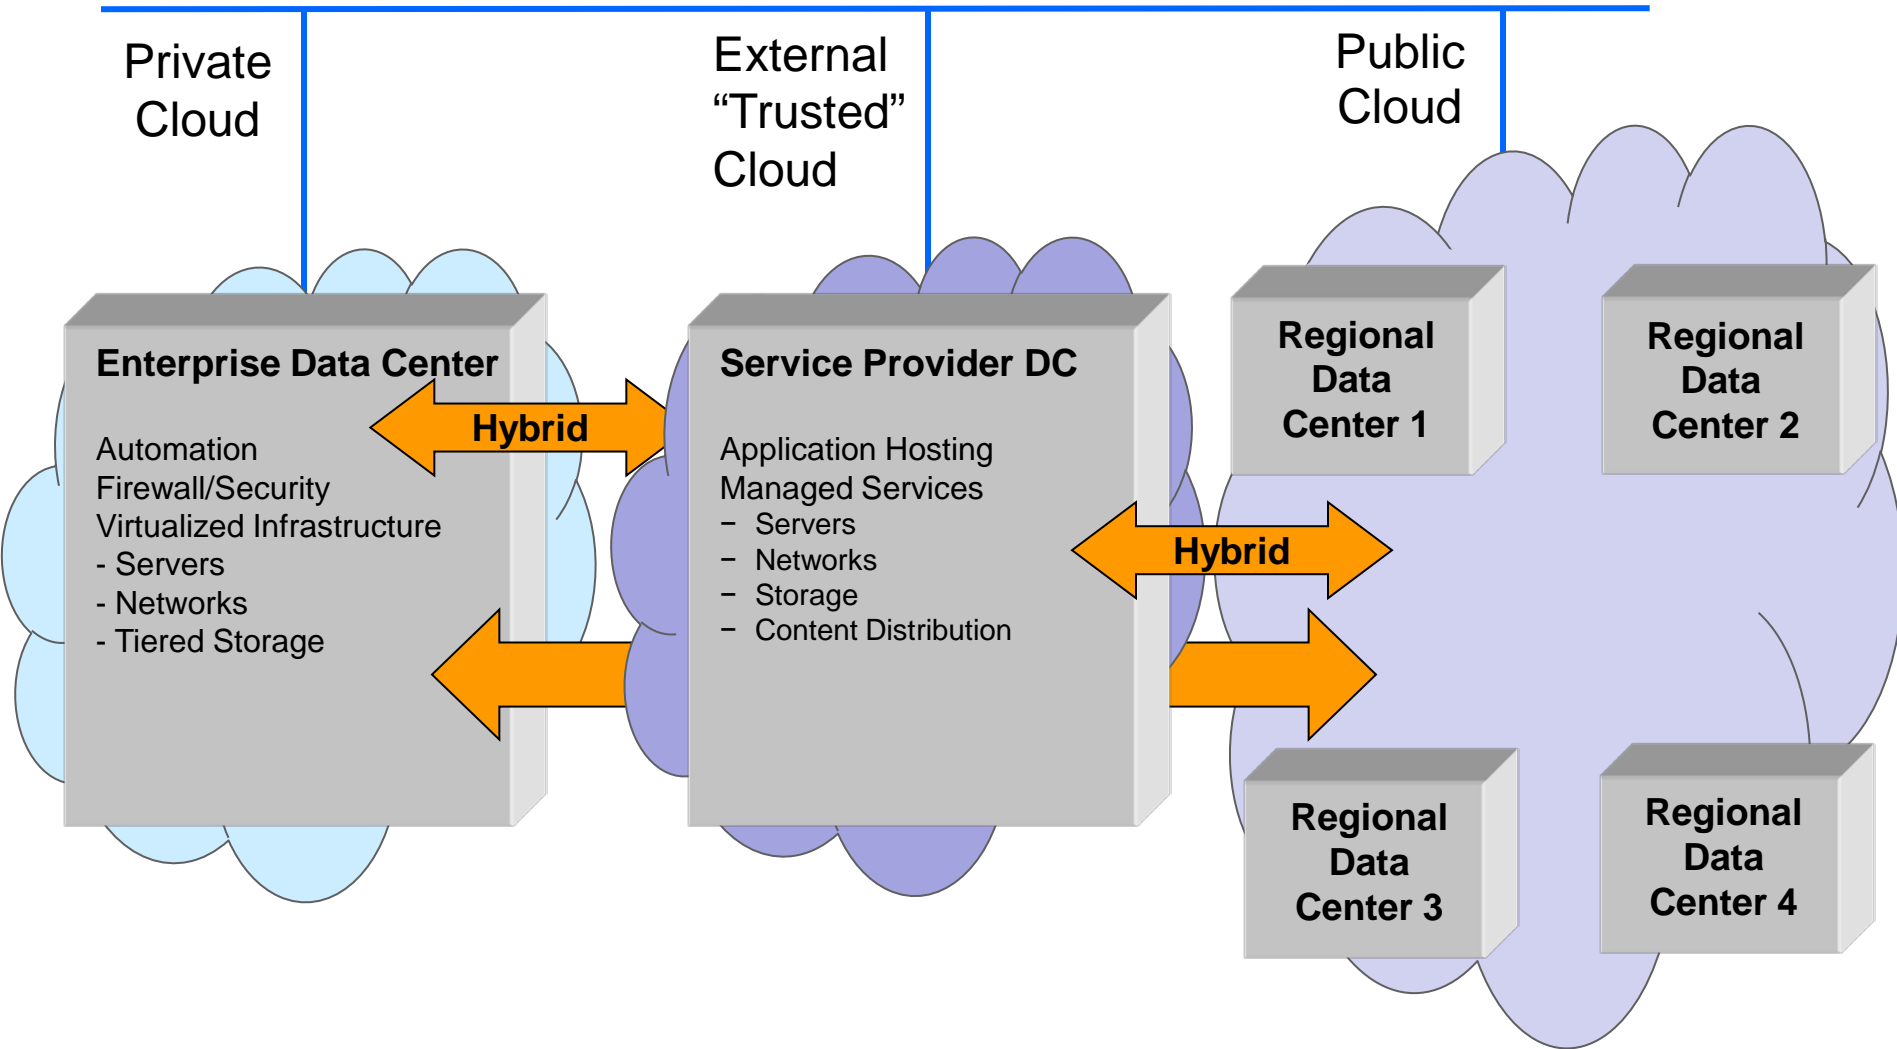 Private
Cloud
External
“Trusted”
Cloud
Public
Cloud
Enterprise Data Center
Automation
Firewall/Security
Virtualized Infrastructure
- Servers
- Networks
- Tiered Storage
Hybrid
Service Provider DC
Application Hosting
Managed Services
− Servers
− Networks
− Storage
− Content Distribution
Hybrid
Regional
Data
Center 1
Regional
Data
Center 2
Regional
Data
Center 3
Regional
Data
Center 4